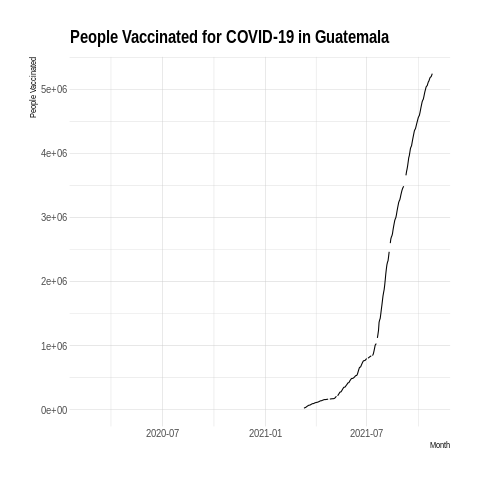 People Vaccinated for COVID-19 in Guatemala
People Vaccinated
5e+06
4e+06
3e+06
2e+06
1e+06
0e+00
2020-07 2021-01 2021-07
Month